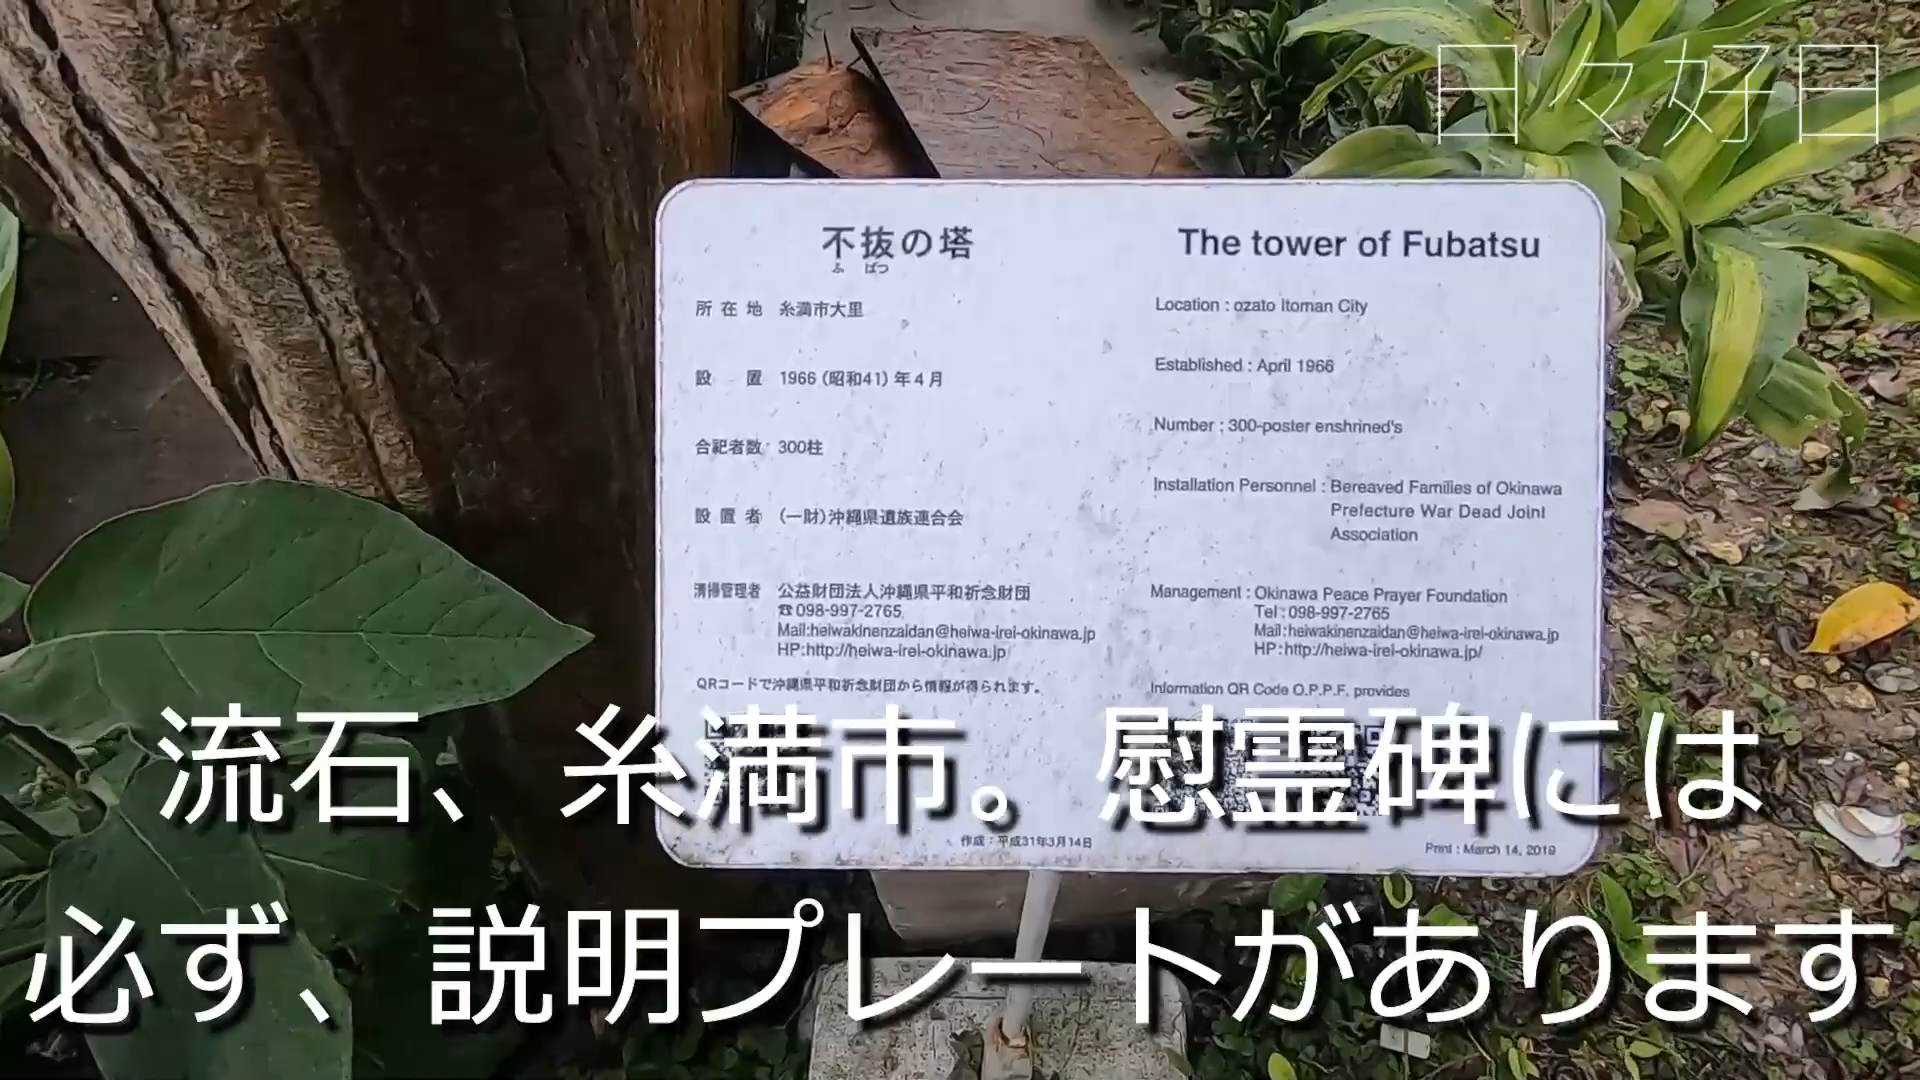 日々好日
不抜の塔
ふ ばつ
所在地 糸満市大里
設 置 1966（昭和41）年4月
合祀者数 300柱
設置者 （一財）沖縄県遺族連合会
清掃管理者 公益財団法人沖縄県平和祈念財団
☎098-997-2765
Mail:heiwakinenzaidan@heiwa-irei-okinawa.jp
HP:http://heiwa-irei-okinawa.jp/
QRコードで沖縄県平和祈念財団から情報が得られます。
The tower of Fubatsu
Location : ozato Itoman City
Established : April 1966
Number : 300-poster enshrined's
Installation Personnel : Bereaved Families of Okinawa
Prefecture War Dead Joint
Association
Management : Okinawa Peace Prayer Foundation
Tel : 098-997-2765
Mail:heiwakinenzaidan@heiwa-irei-okinawa.jp
HP:http://heiwa-irei-okinawa.jp/
Information QR Code O.P.P.F. provides
作成：平成31年3月14日
Print : March 14, 2019
流石、糸満市。慰霊碑には
必ず、説明プレートがあります